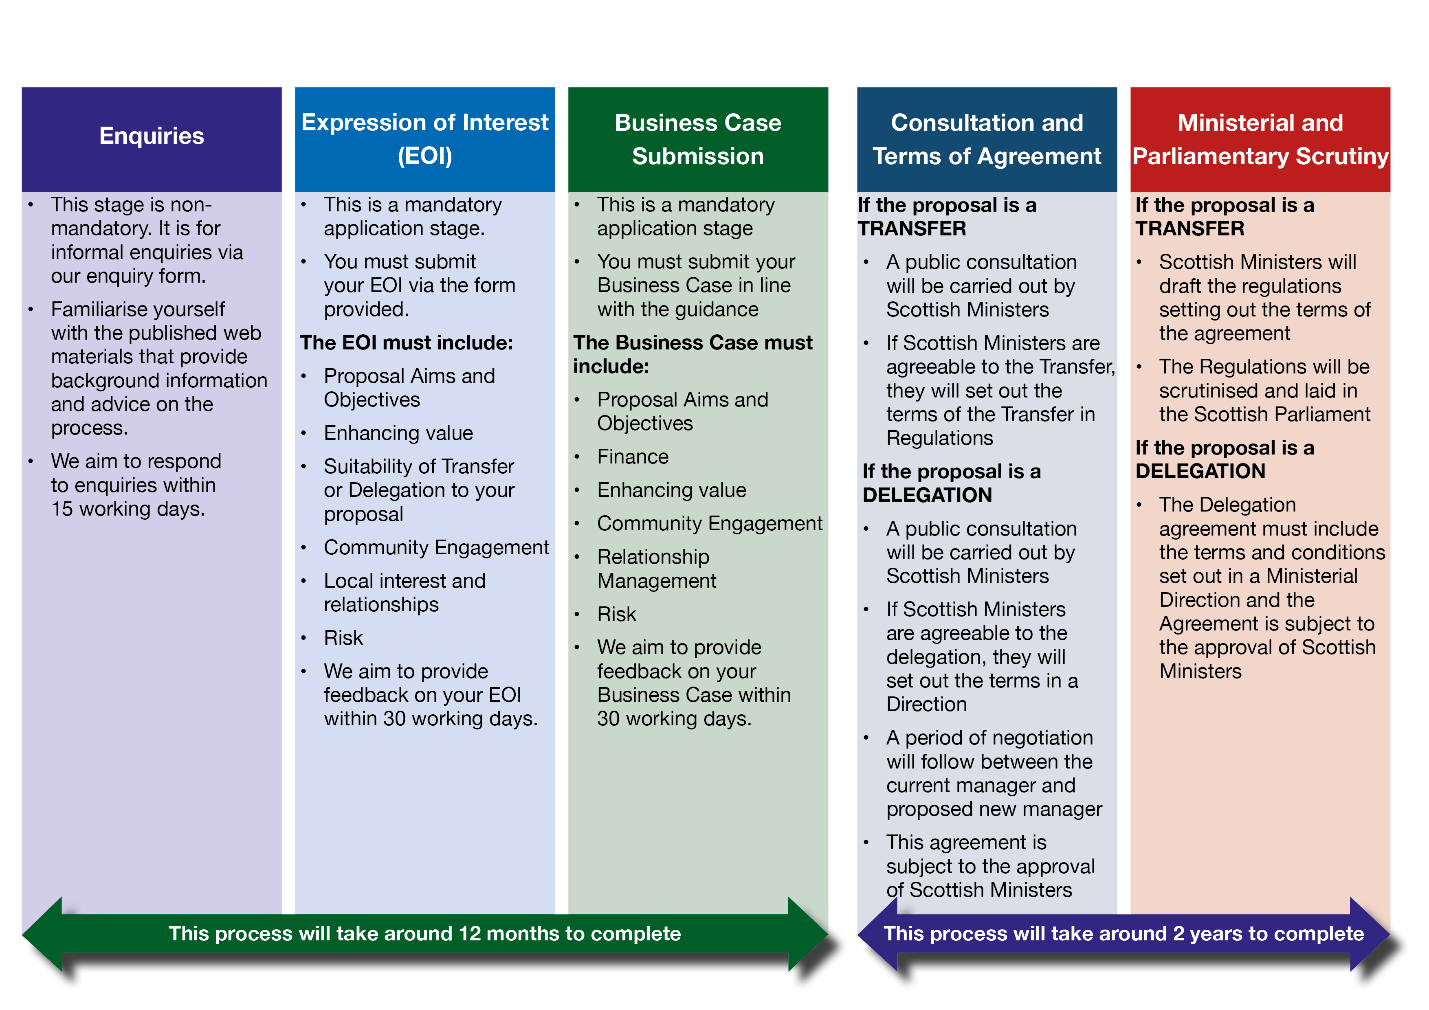 Enquiries
• This stage is non-
mandatory. It is for
informal enquiries via
our enquiry form.
• Familiarise yourself
with the published web
materials that provide
background information
and advice on the
process.
• We aim to respond
to enquiries within
15 working days.
Expression of Interest
(EOI)
• This is a mandatory
application stage.
• You must submit
your EOI via the form
provided.
The EOI must include:
• Proposal Aims and
Objectives
• Enhancing value
• Suitability of Transfer
or Delegation to your
proposal
• Community Engagement
• Local interest and
relationships
• Risk
• We aim to provide
feedback on your EOI
within 30 working days.
Business Case
Submission
• This is a mandatory
application stage
• You must submit your
Business Case in line
with the guidance
The Business Case must
include:
• Proposal Aims and
Objectives
• Finance
• Enhancing value
• Community Engagement
• Relationship
Management
• Risk
• We aim to provide
feedback on your
Business Case within
30 working days.
This process will take around 12 months to complete
Consultation and
Terms of Agreement
If the proposal is a
TRANSFER
• A public consultation
will be carried out by
Scottish Ministers
• If Scottish Ministers are
agreeable to the Transfer,
they will set out the
terms of the Transfer in
Regulations
If the proposal is a
DELEGATION
• A public consultation
will be carried out by
Scottish Ministers
• If Scottish Ministers
are agreeable to the
delegation, they will
set out the terms in a
Direction
• A period of negotiation
will follow between the
current manager and
proposed new manager
• This agreement is
subject to the approval
of Scottish Ministers
Ministerial and
Parliamentary Scrutiny
If the proposal is a
TRANSFER
• Scottish Ministers will
draft the regulations
setting out the terms of
the agreement
• The Regulations will be
scrutinised and laid in
the Scottish Parliament
If the proposal is a
DELEGATION
• The Delegation
agreement must include
the terms and conditions
set out in a Ministerial
Direction and the
Agreement is subject to
the approval of Scottish
Ministers
This process will take around 2 years to complete